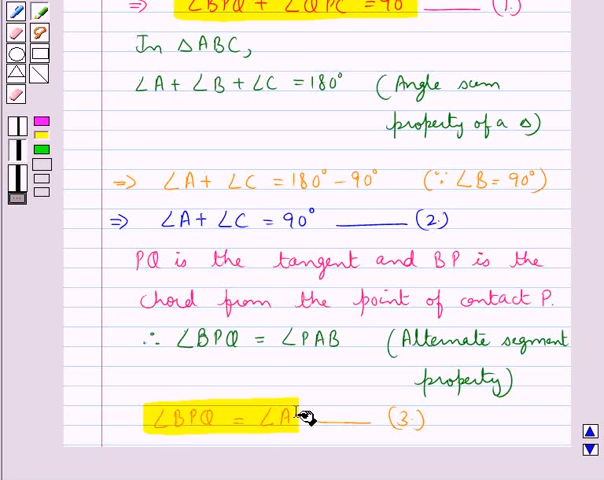 ⇒ ∠BPQ + ∠QPC = 90° —— (1.)
In △ABC,
∠A + ∠B + ∠C = 180° (Angle sum
property of a △)
⇒ ∠A + ∠C = 180° - 90° (∵ ∠B = 90°)
⇒ ∠A + ∠C = 90° —— (2.)
PQ is the tangent and BP is the
chord from the point of contact P.
∴ ∠BPQ = ∠PAB (Alternate segment
property)
∠BPQ = ∠A —— (3.)